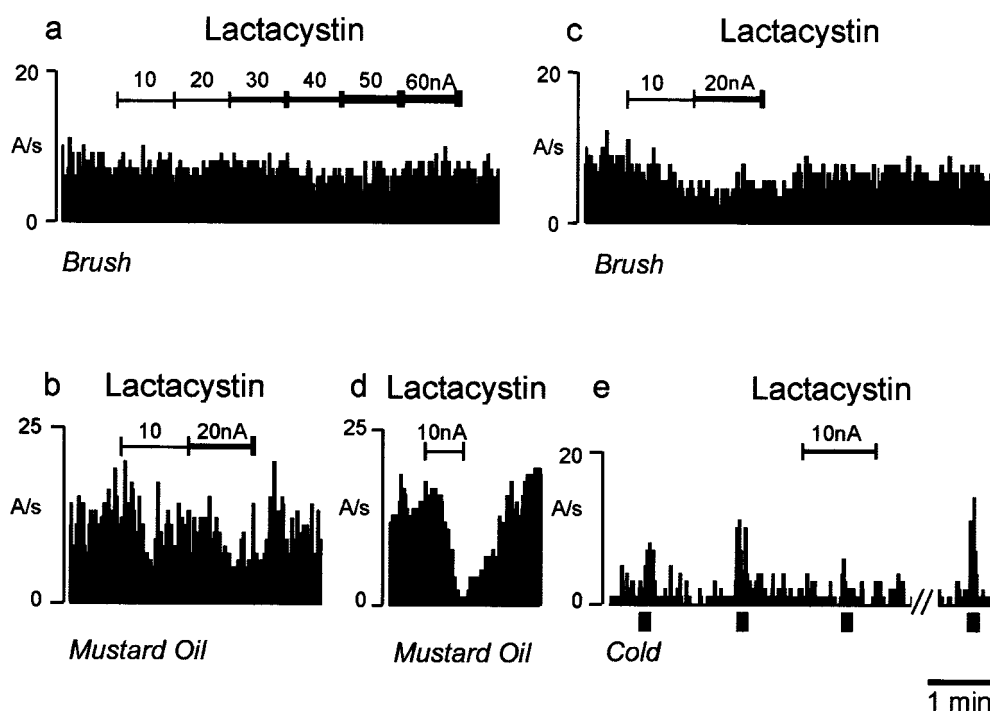 a Lactacystin
20
10 20 30 40 50 60nA
A/s
0
Brush
c Lactacystin
20
10 20nA
A/s
0
Brush
b Lactacystin
25
10 20nA
A/s
0
Mustard Oil
d Lactacystin
25
10nA
A/s
0
Mustard Oil
e Lactacystin
20
10nA
A/s
0
//
Cold
1 min